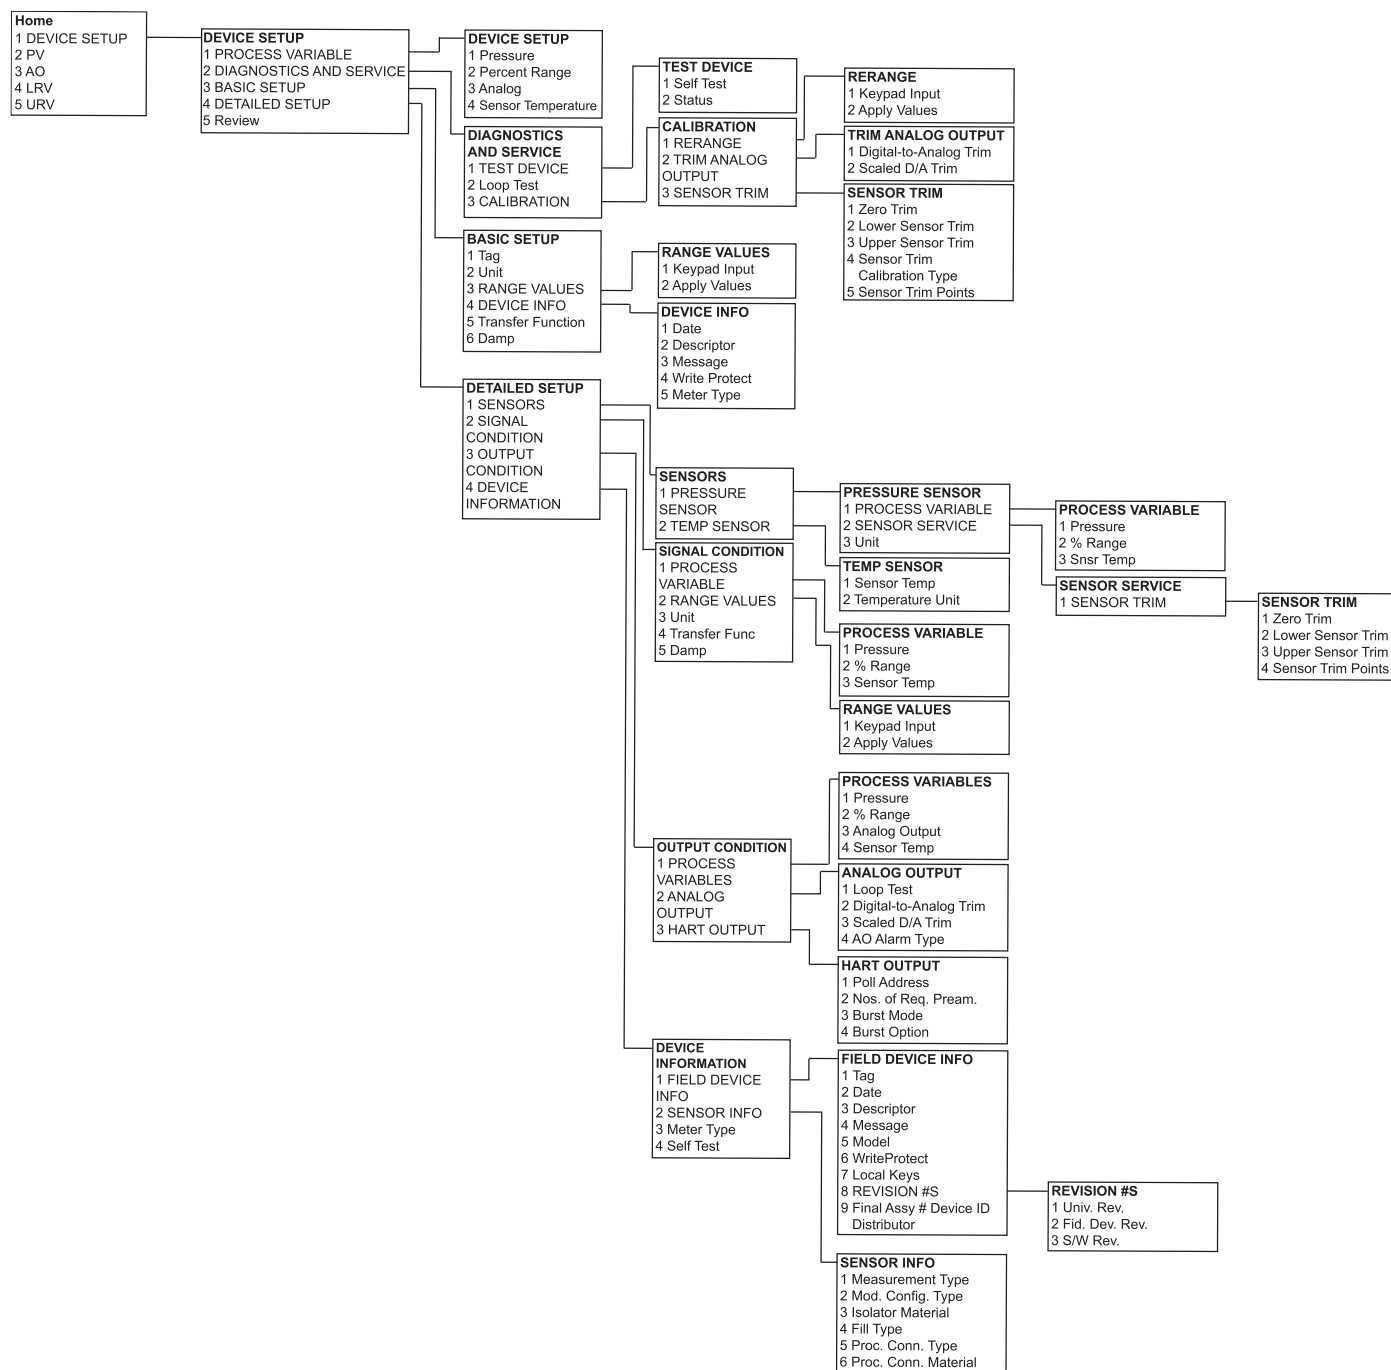 Home
1 DEVICE SETUP
2 PV
3 AO
4 LRV
5 URV
DEVICE SETUP
1 PROCESS VARIABLE
2 DIAGNOSTICS AND SERVICE
3 BASIC SETUP
4 DETAILED SETUP
5 Review
DEVICE SETUP
1 Pressure
2 Percent Range
3 Analog
4 Sensor Temperature
DIAGNOSTICS
AND SERVICE
1 TEST DEVICE
2 Loop Test
3 CALIBRATION
TEST DEVICE
1 Self Test
2 Status
CALIBRATION
1 RERANGE
2 TRIM ANALOG
OUTPUT
3 SENSOR TRIM
RERANGE
1 Keypad Input
2 Apply Values
TRIM ANALOG OUTPUT
1 Digital-to-Analog Trim
2 Scaled D/A Trim
SENSOR TRIM
1 Zero Trim
2 Lower Sensor Trim
3 Upper Sensor Trim
4 Sensor Trim
Calibration Type
5 Sensor Trim Points
BASIC SETUP
1 Tag
2 Unit
3 RANGE VALUES
4 DEVICE INFO
5 Transfer Function
6 Damp
RANGE VALUES
1 Keypad Input
2 Apply Values
DEVICE INFO
1 Date
2 Descriptor
3 Message
4 Write Protect
5 Meter Type
DETAILED SETUP
1 SENSORS
2 SIGNAL
CONDITION
3 OUTPUT
CONDITION
4 DEVICE
INFORMATION
SENSORS
1 PRESSURE
SENSOR
2 TEMP SENSOR
PRESSURE SENSOR
1 PROCESS VARIABLE
2 SENSOR SERVICE
3 Unit
PROCESS VARIABLE
1 Pressure
2 % Range
3 Snsr Temp
SENSOR SERVICE
1 SENSOR TRIM
SENSOR TRIM
1 Zero Trim
2 Lower Sensor Trim
3 Upper Sensor Trim
4 Sensor Trim Points
TEMP SENSOR
1 Sensor Temp
2 Temperature Unit
SIGNAL CONDITION
1 PROCESS
VARIABLE
2 RANGE VALUES
3 Unit
4 Transfer Func
5 Damp
PROCESS VARIABLE
1 Pressure
2 % Range
3 Sensor Temp
RANGE VALUES
1 Keypad Input
2 Apply Values
OUTPUT CONDITION
1 PROCESS
VARIABLES
2 ANALOG
OUTPUT
3 HART OUTPUT
PROCESS VARIABLES
1 Pressure
2 % Range
3 Analog Output
4 Sensor Temp
ANALOG OUTPUT
1 Loop Test
2 Digital-to-Analog Trim
3 Scaled D/A Trim
4 AO Alarm Type
HART OUTPUT
1 Poll Address
2 Nos. of Req. Pream.
3 Burst Mode
4 Burst Option
DEVICE
INFORMATION
1 FIELD DEVICE
INFO
2 SENSOR INFO
3 Meter Type
4 Self Test
FIELD DEVICE INFO
1 Tag
2 Date
3 Descriptor
4 Message
5 Model
6 WriteProtect
7 Local Keys
8 REVISION #S
9 Final Assy # Device ID
Distributor
REVISION #S
1 Univ. Rev.
2 Fid. Dev. Rev.
3 S/W Rev.
SENSOR INFO
1 Measurement Type
2 Mod. Config. Type
3 Isolator Material
4 Fill Type
5 Proc. Conn. Type
6 Proc. Conn. Material